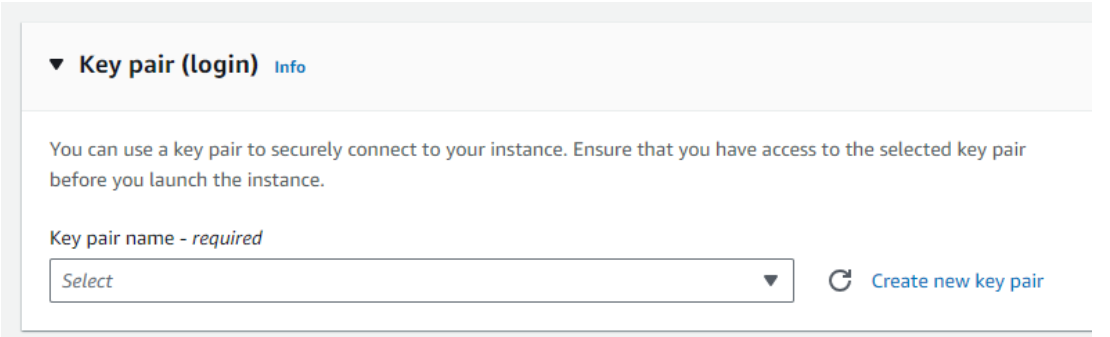 Key pair (login) Info
You can use a key pair to securely connect to your instance. Ensure that you have access to the selected key pair
before you launch the instance.
Key pair name - required
Select
Create new key pair